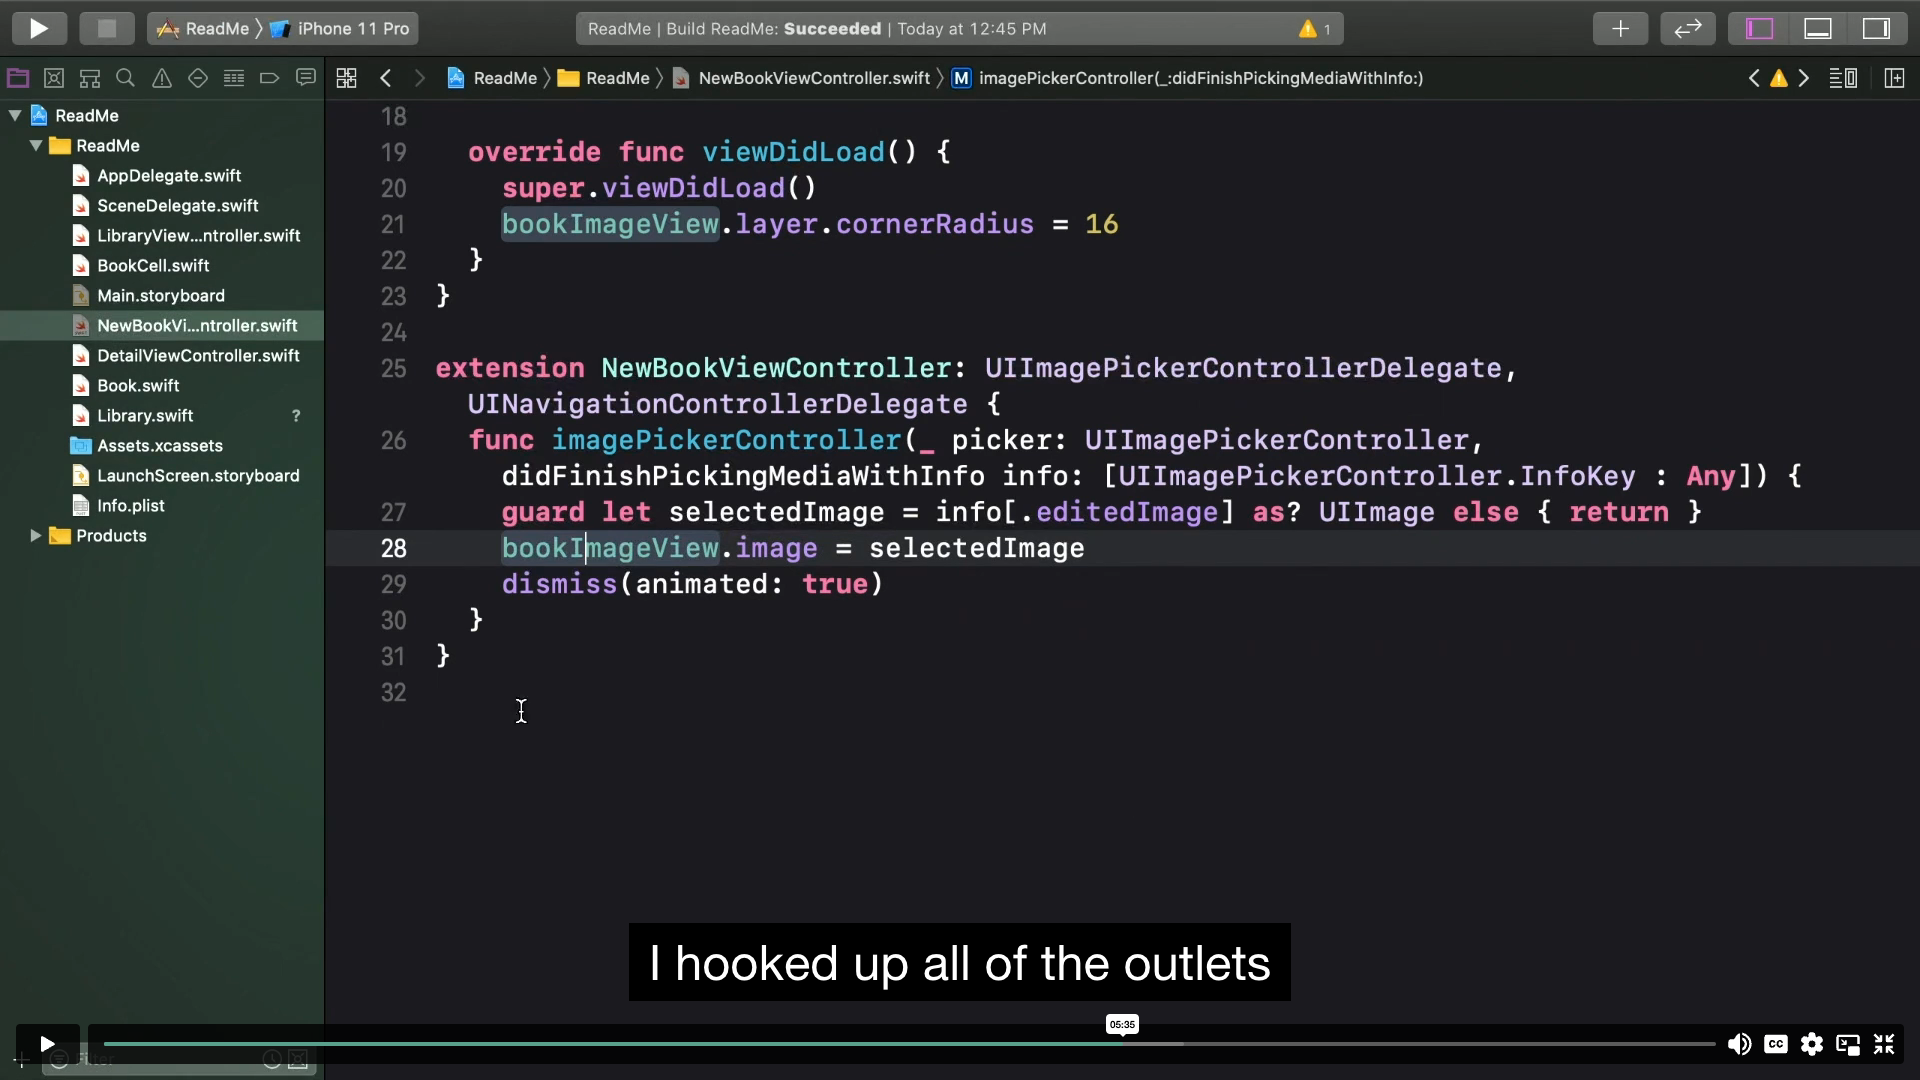 ReadMe 〉 iPhone 11 Pro
ReadMe | Build ReadMe: Succeeded | Today at 12:45 PM
1
ReadMe 〉 ReadMe 〉 NewBookViewController.swift 〉 M imagePickerController(_:didFinishPickingMediaWithInfo:)
ReadMe
ReadMe
AppDelegate.swift
SceneDelegate.swift
LibraryView...ntroller.swift
BookCell.swift
Main.storyboard
NewBookVi...ntroller.swift
DetailViewController.swift
Book.swift
Library.swift ?
Assets.xcassets
LaunchScreen.storyboard
Info.plist
Products
Filter
18
19 override func viewDidLoad() {
20 super.viewDidLoad()
21 bookImageView.layer.cornerRadius = 16
22 }
23 }
24
25 extension NewBookViewController: UIImagePickerControllerDelegate,
UINavigationControllerDelegate {
26 func imagePickerController(_ picker: UIImagePickerController,
didFinishPickingMediaWithInfo info: [UIImagePickerController.InfoKey : Any]) {
27 guard let selectedImage = info[.editedImage] as? UIImage else { return }
28 bookImageView.image = selectedImage
29 dismiss(animated: true)
30 }
31 }
32
I hooked up all of the outlets
05:35
CC